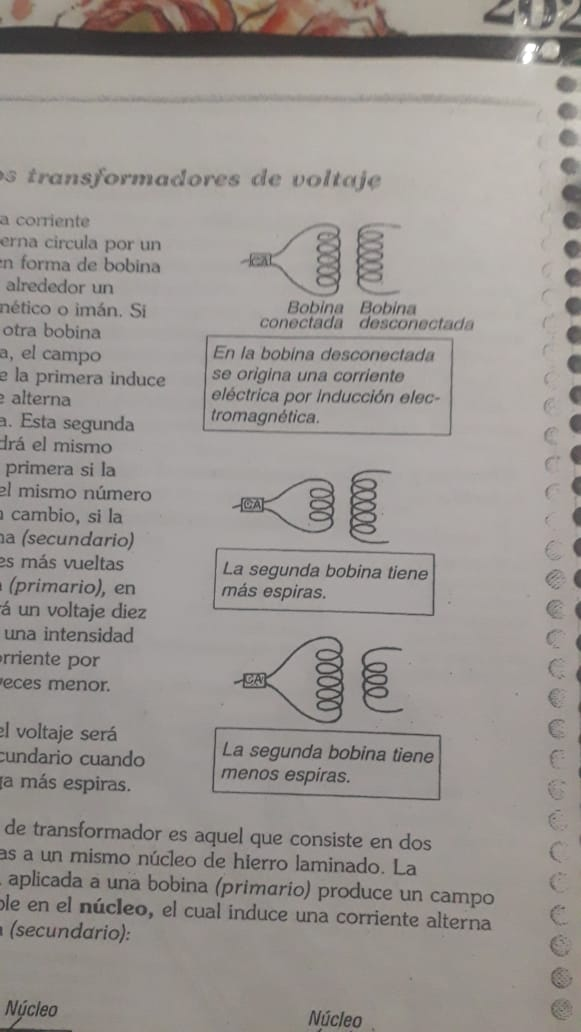 202
os transformadores de voltaje
a corriente
erna circula por un
en forma de bobina
alrededor un
nético o imán. Si
otra bobina
a, el campo
e la primera induce
e alterna
a. Esta segunda
drá el mismo
primera si la
el mismo número
n cambio, si la
na (secundario)
es más vueltas
a (primario), en
rá un voltaje diez
una intensidad
orriente por
veces menor.
el voltaje será
cundario cuando
ga más espiras.
CA
Bobina Bobina
conectada desconectada
En la bobina desconectada
se origina una corriente
eléctrica por inducción elec-
tromagnética.
CA
La segunda bobina tiene
más espiras.
CA
La segunda bobina tiene
menos espiras.
de transformador es aquel que consiste en dos
as a un mismo núcleo de hierro laminado. La
aplicada a una bobina (primario) produce un campo
ble en el núcleo, el cual induce una corriente alterna
a (secundario):
Núcleo
Núcleo